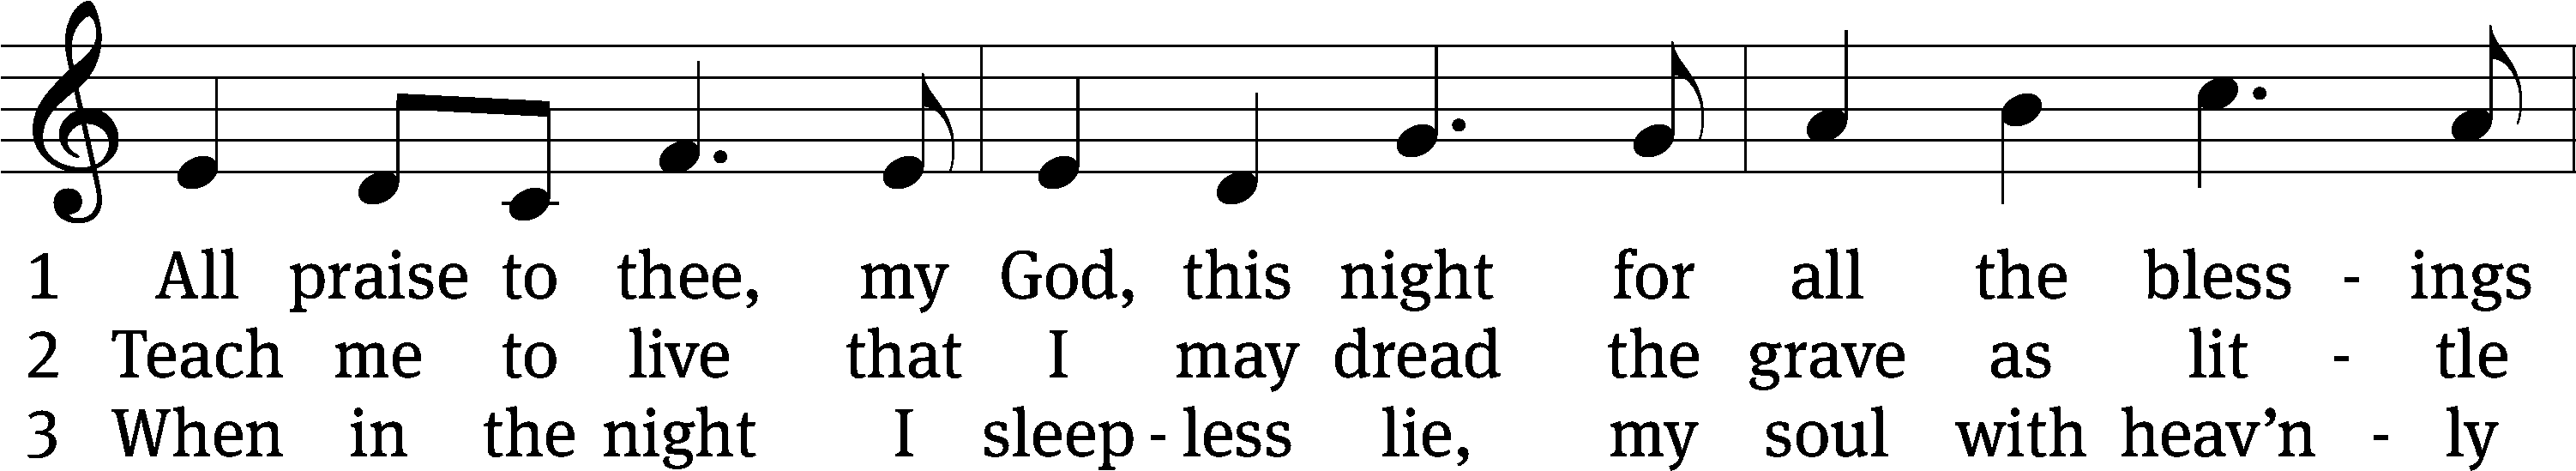 1 All praise to thee, my God, this night for all the bless - ings
2 Teach me to live that I may dread the grave as lit - tle
3 When in the night I sleep - less lie, my soul with heav’n - ly